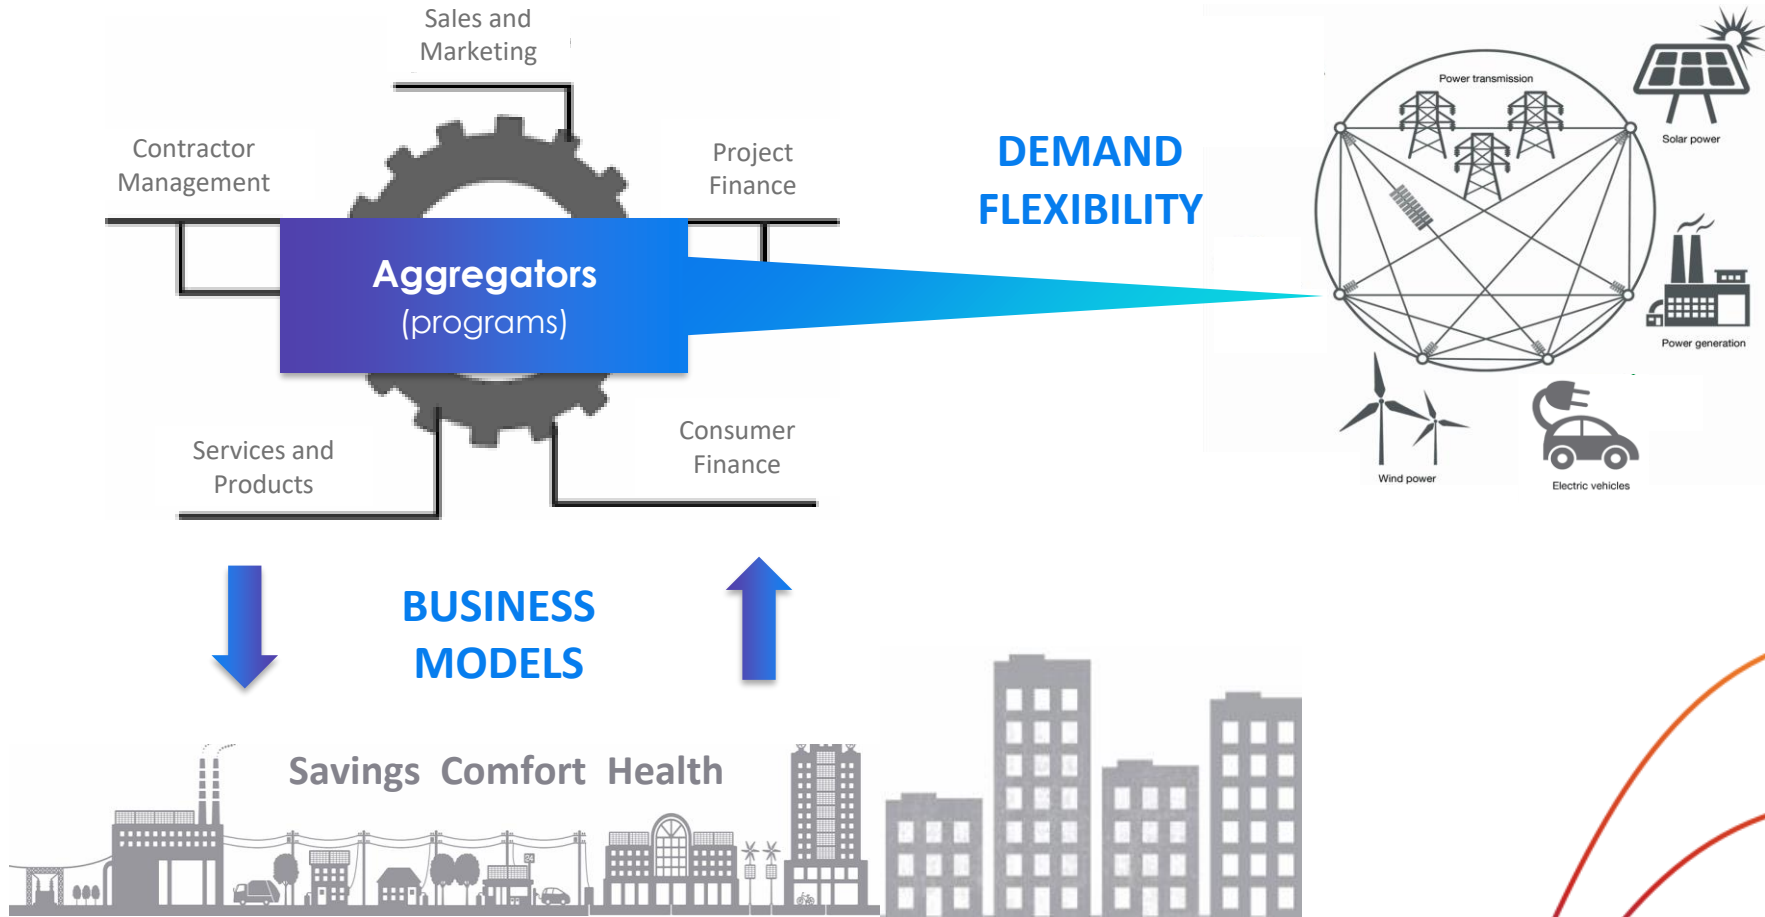 Sales and
Marketing
Contractor
Management
Project
Finance
Aggregators
(programs)
Services and
Products
Consumer
Finance
DEMAND
FLEXIBILITY
Power transmission
Solar power
Power generation
Wind power
Electric vehicles
BUSINESS
MODELS
Savings Comfort Health
24